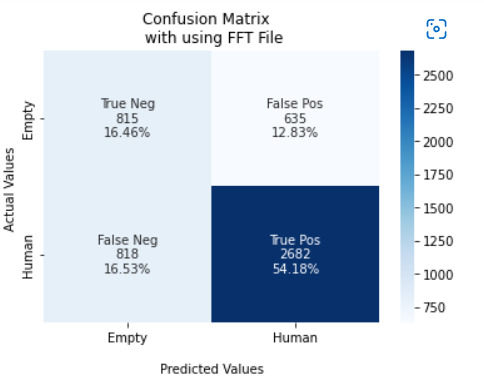 Confusion Matrix
with using FFT File
Actual Values
Empty
Human
True Neg
815
16.46%
False Pos
635
12.83%
False Neg
818
16.53%
True Pos
2682
54.18%
Empty
Human
Predicted Values
2500
2250
2000
1750
1500
1250
1000
750